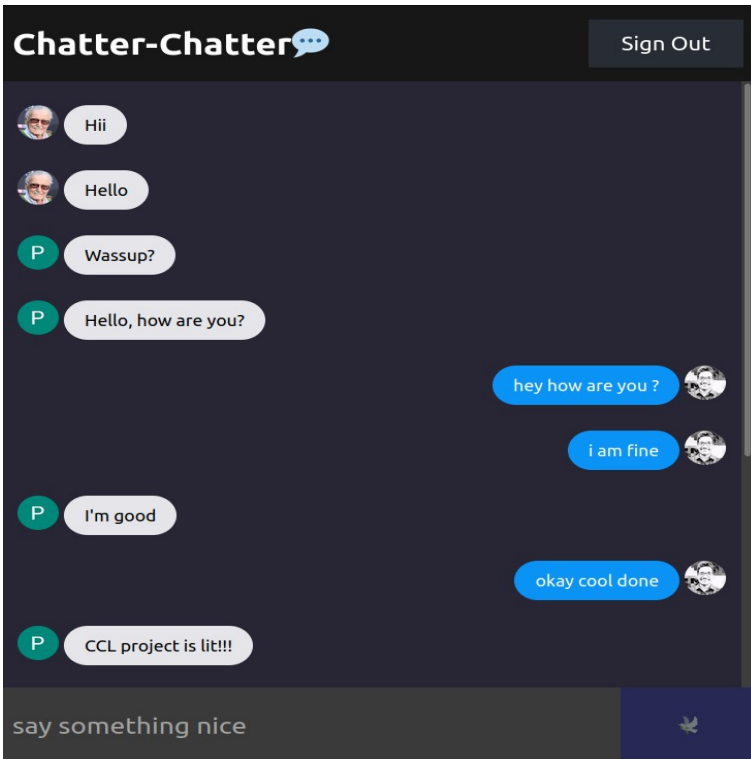 Chatter-Chatter💬
Sign Out
Hii
Hello
P
Wassup?
P
Hello, how are you?
hey how are you ?
i am fine
P
I'm good
okay cool done
P
CCL project is lit!!!
say something nice